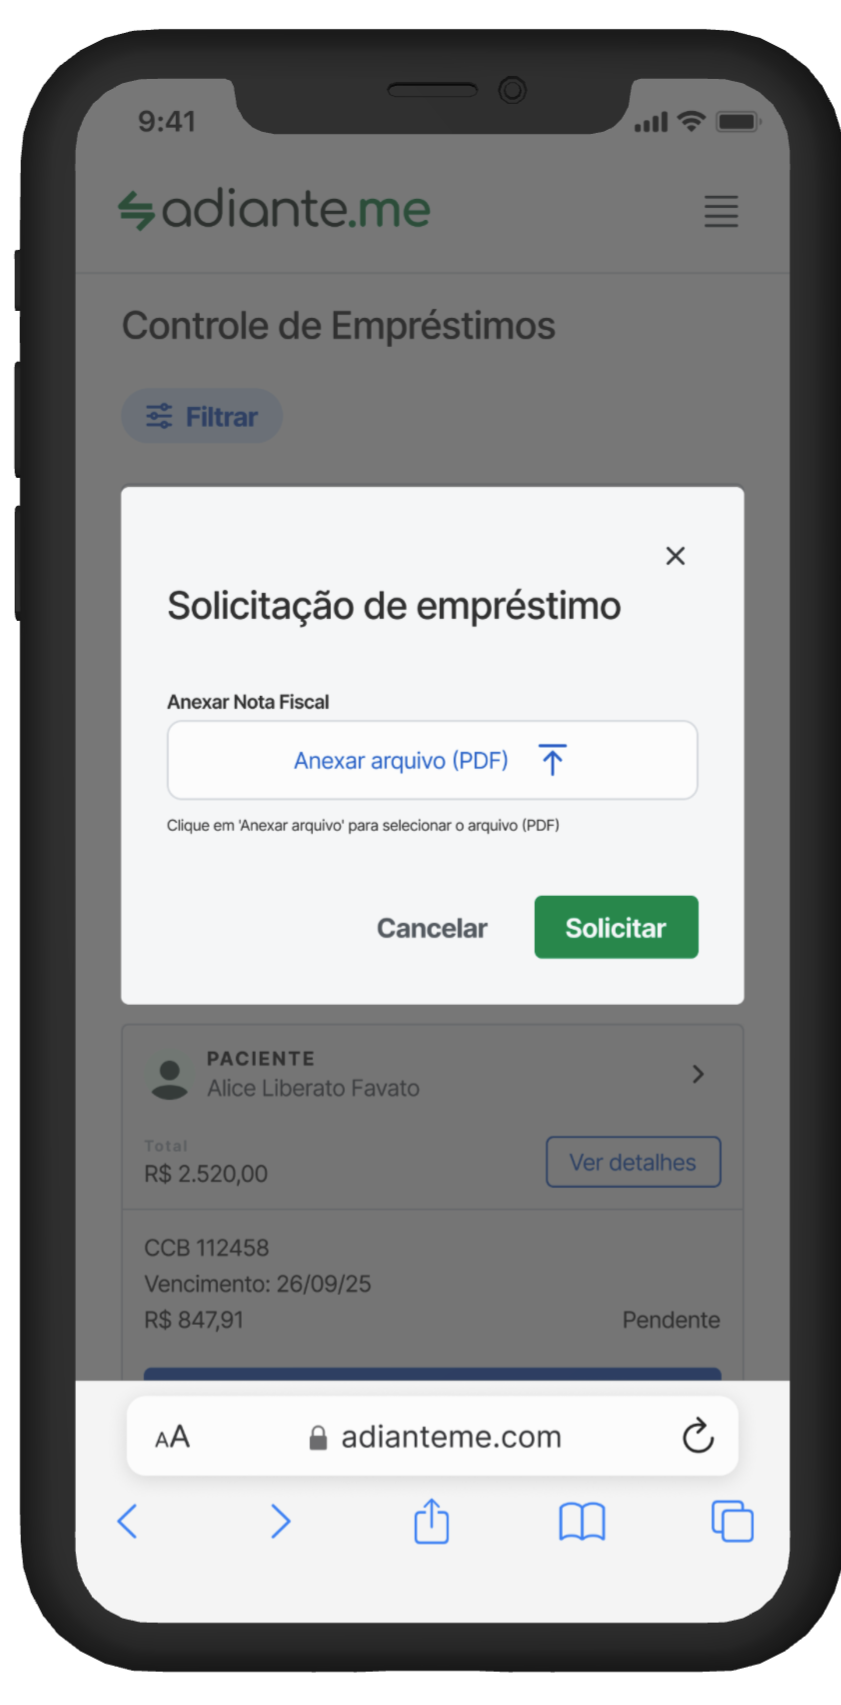 9:41
adiante.me
Controle de Empréstimos
Filtrar
Solicitação de empréstimo
Anexar Nota Fiscal
Anexar arquivo (PDF)
Clique em 'Anexar arquivo' para selecionar o arquivo (PDF)
Cancelar
Solicitar
PACIENTE
Alice Liberato Favato
Total
R$ 2.520,00
Ver detalhes
CCB 112458
Vencimento: 26/09/25
R$ 847,91
Pendente
AA
adianteme.com